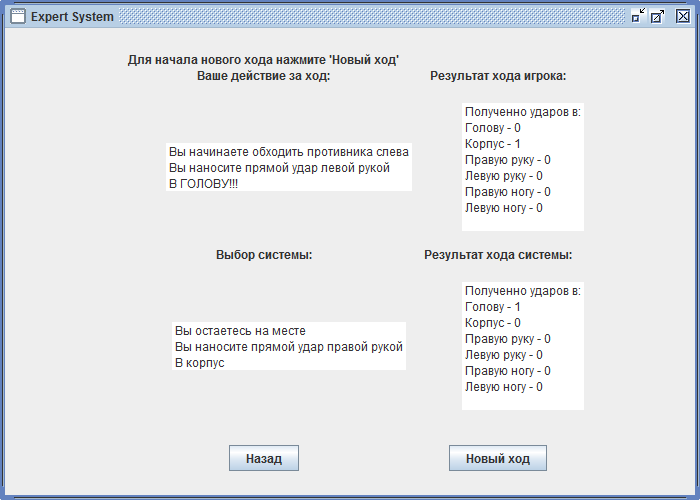 Expert System
Для начала нового хода нажмите 'Новый ход'
Ваше действие за ход:
Вы начинаете обходить противника слева
Вы наносите прямой удар левой рукой
В ГОЛОВУ!!!
Результат хода игрока:
Полученно ударов в:
Голову - 0
Корпус - 1
Правую руку - 0
Левую руку - 0
Правую ногу - 0
Левую ногу - 0
Выбор системы:
Вы остаетесь на месте
Вы наносите прямой удар правой рукой
В корпус
Результат хода системы:
Полученно ударов в:
Голову - 1
Корпус - 0
Правую руку - 0
Левую руку - 0
Правую ногу - 0
Левую ногу - 0
Назад
Новый ход